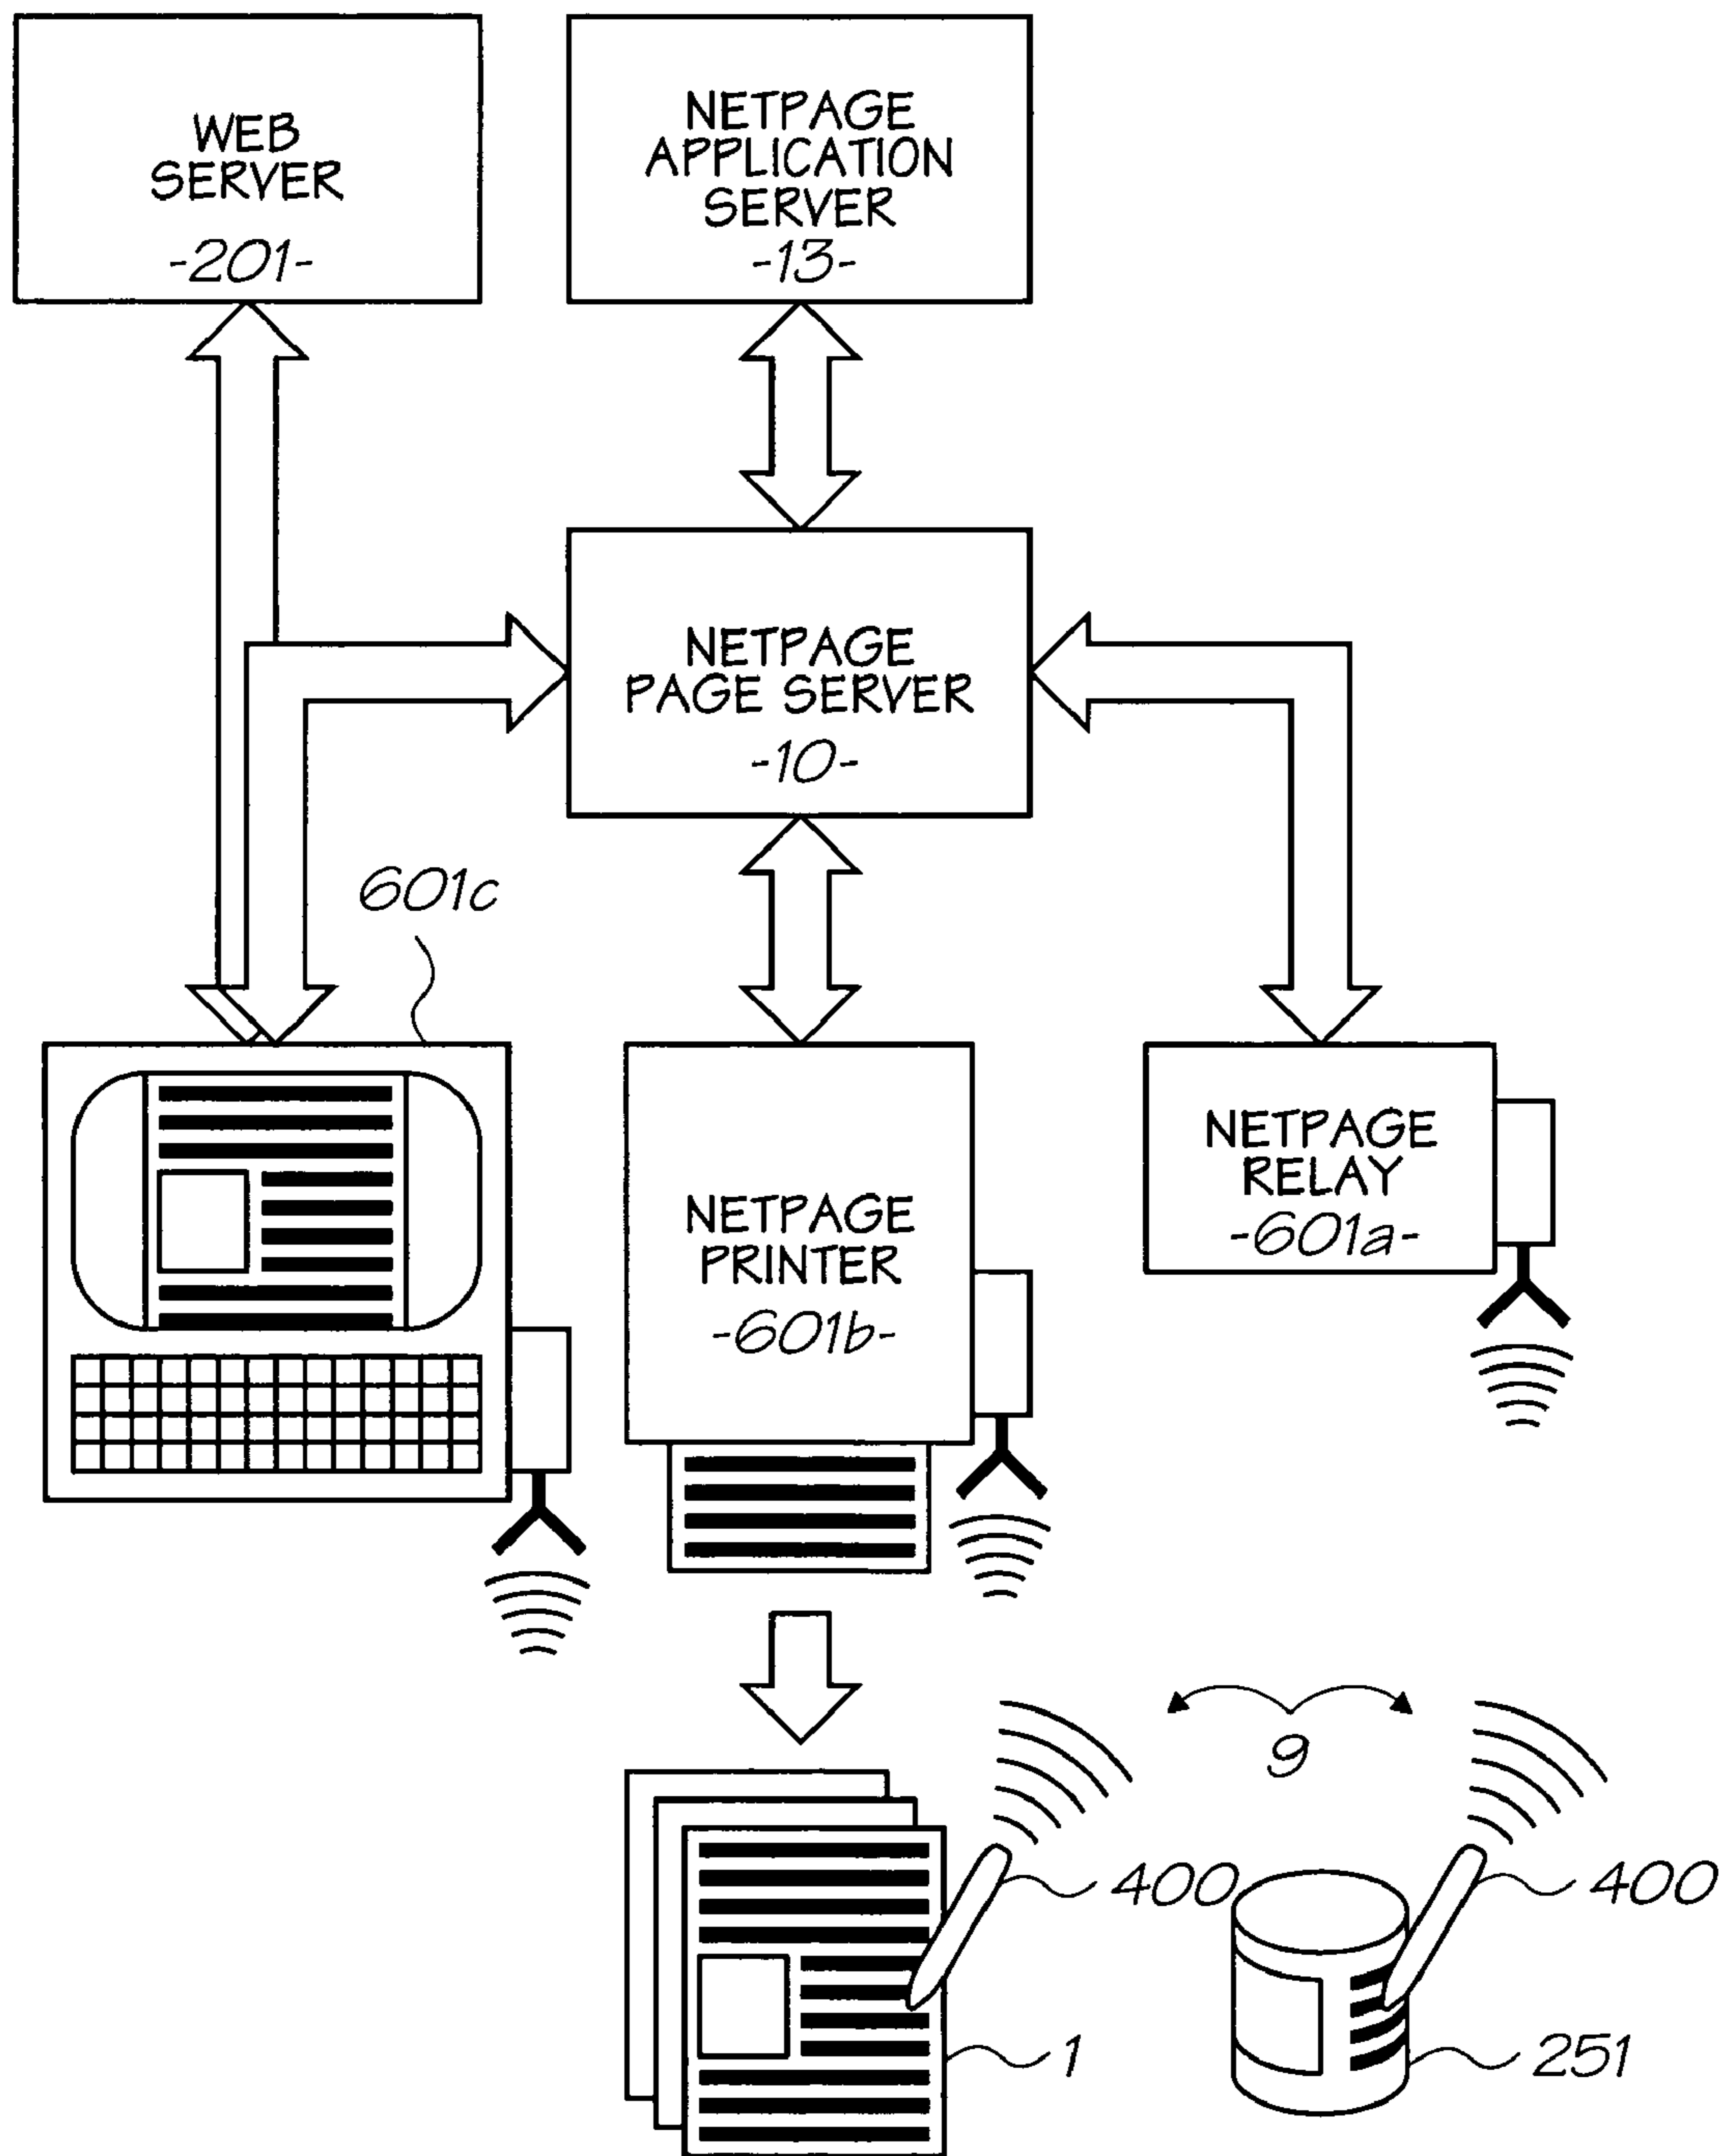 WEB
SERVER
-201-
NETPAGE
APPLICATION
SERVER
-13-
NETPAGE
PAGE SERVER
-10-
601c
NETPAGE
PRINTER
-601b-
NETPAGE
RELAY
-601a-
9
400
400
1
251